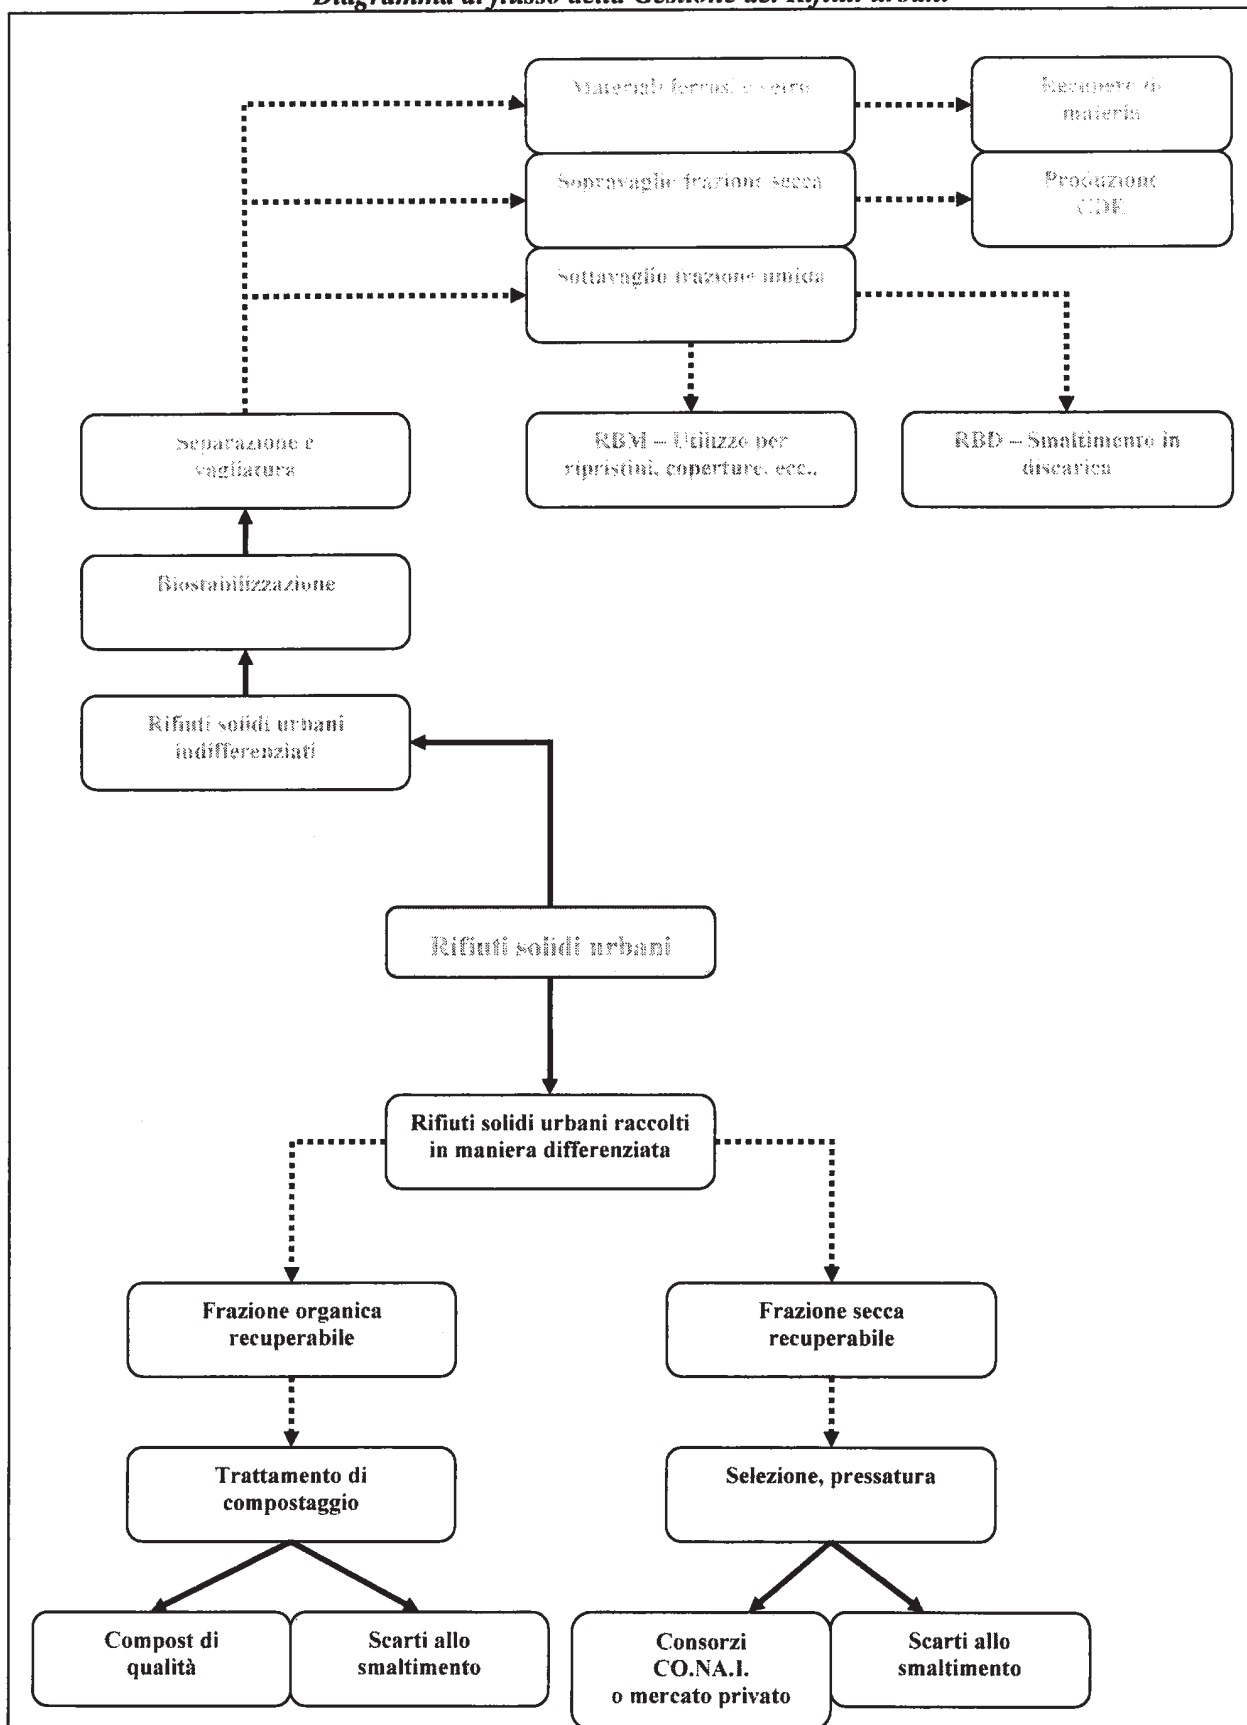 Diagramma di flusso della Gestione dei Rifiuti urbani
Materiali ferrosi e vetro
Recupero di
materia
Sopravaglio frazione secca
Produzione
CDR
Sottovaglio frazione umida
Separazione e
vagliatura
RBM – Utilizzo per
ripristini, coperture, ecc..
RBD – Smaltimento in
discarica
Biostabilizzazione
Rifiuti solidi urbani
indifferenziati
Rifiuti solidi urbani
Rifiuti solidi urbani raccolti
in maniera differenziata
Frazione organica
recuperabile
Frazione secca
recuperabile
Trattamento di
compostaggio
Selezione, pressatura
Compost di
qualità
Scarti allo
smaltimento
Consorzi
CO.NA.I.
o mercato privato
Scarti allo
smaltimento